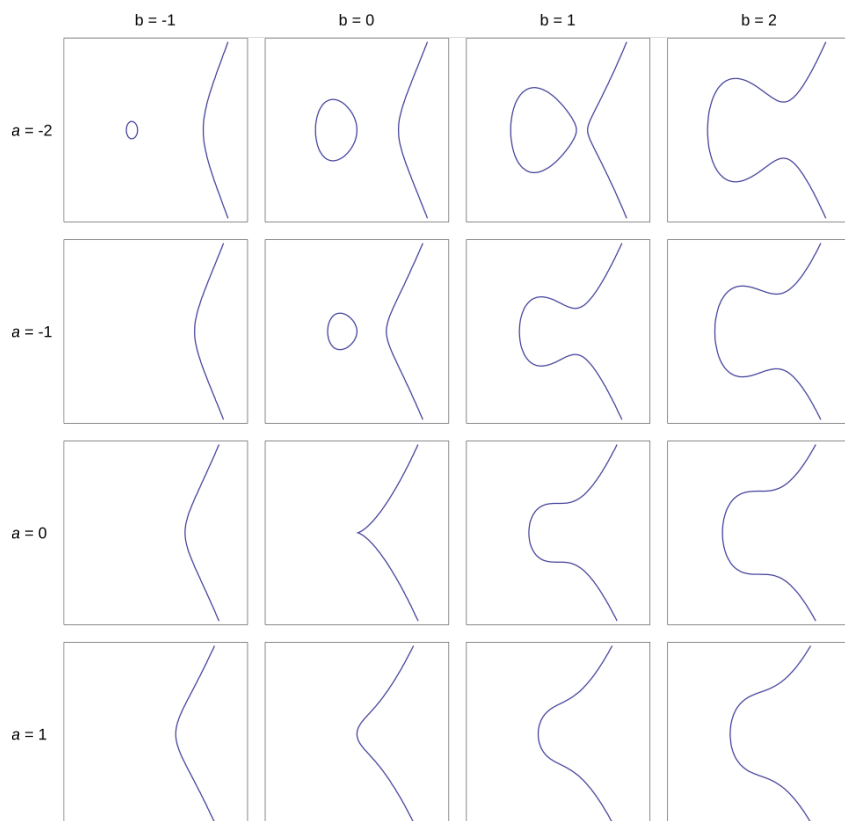 b = -1 b = 0 b = 1 b = 2
a = -2
a = -1
a = 0
a = 1